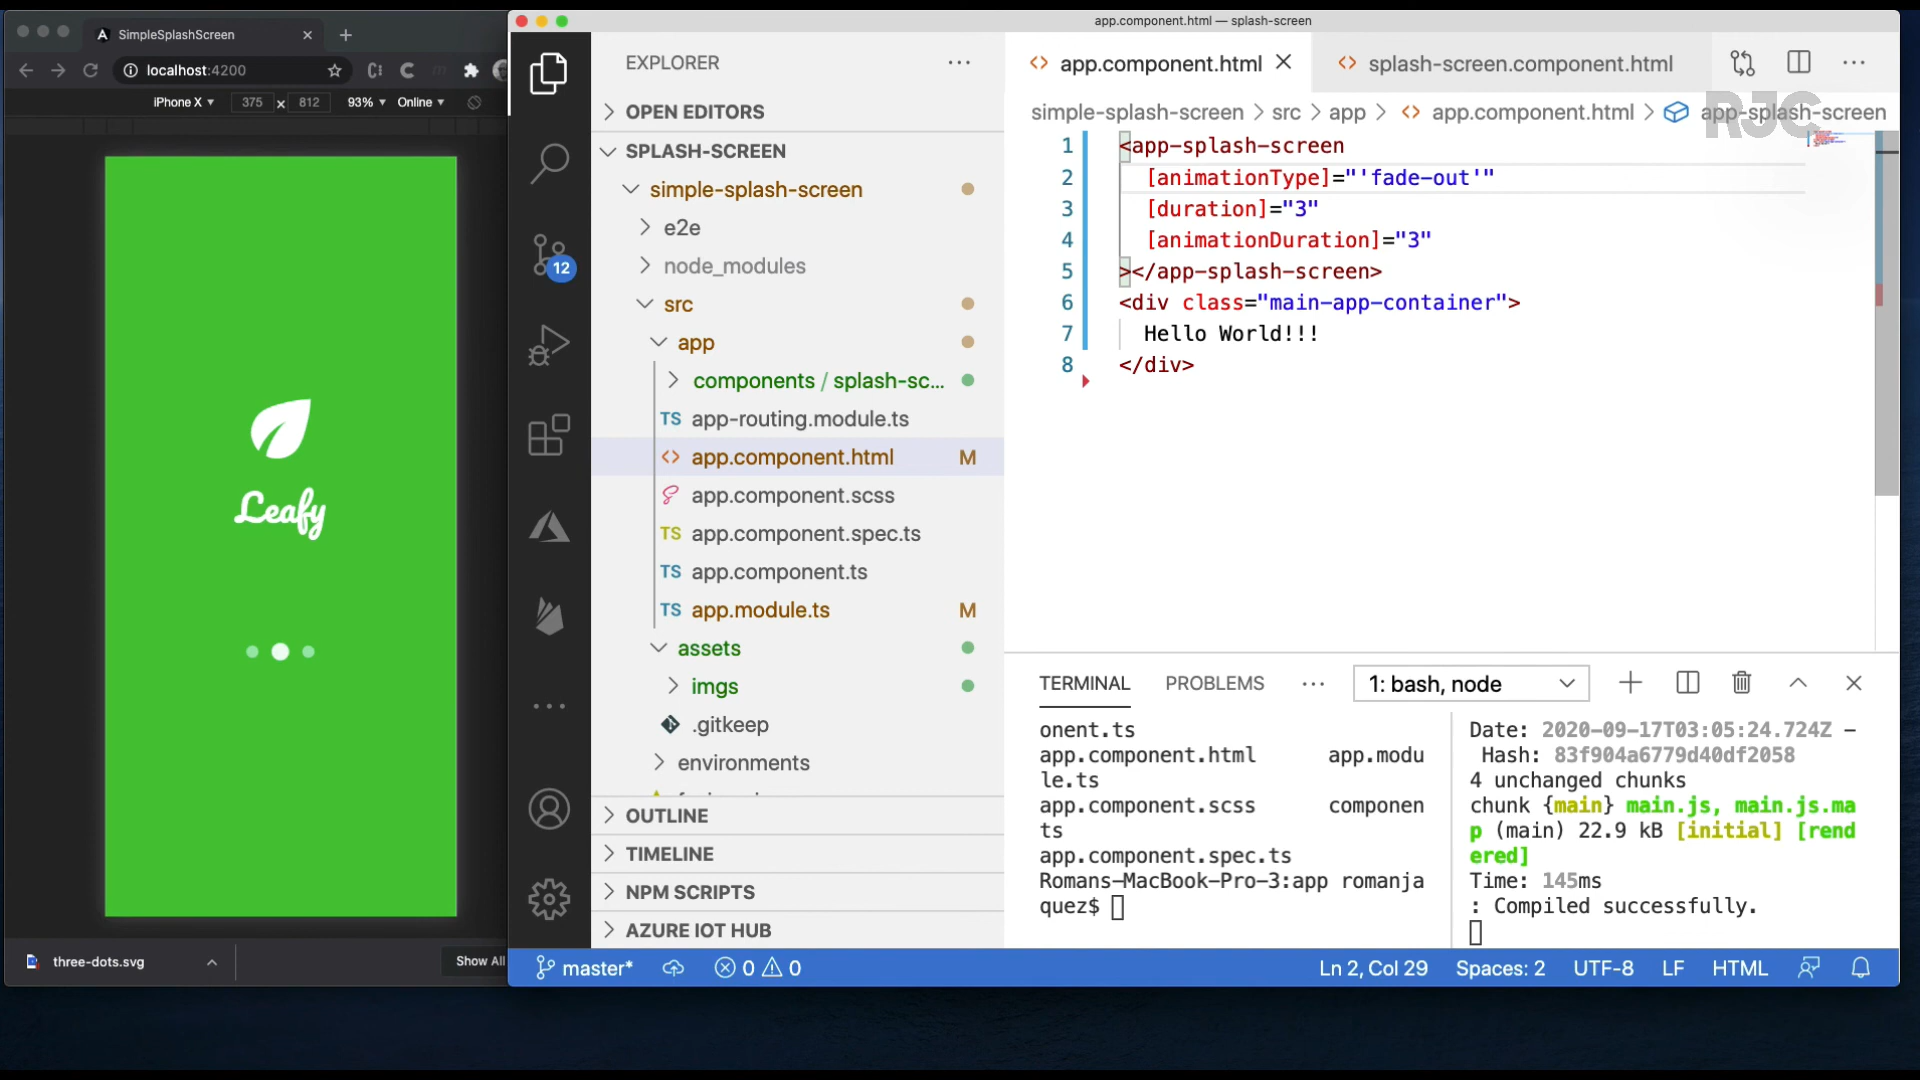 SimpleSplashScreen
localhost:4200
iPhone X 375 x 812 93% Online
Leafy
three-dots.svg
Show All
app.component.html — splash-screen
EXPLORER
OPEN EDITORS
SPLASH-SCREEN
simple-splash-screen
e2e
node_modules
src
app
components / splash-sc...
TS app-routing.module.ts
<> app.component.html M
app.component.scss
TS app.component.spec.ts
TS app.component.ts
TS app.module.ts M
assets
imgs
.gitkeep
environments
OUTLINE
TIMELINE
NPM SCRIPTS
AZURE IOT HUB
12
<> app.component.html
<> splash-screen.component.html
simple-splash-screen > src > app > <> app.component.html > app-splash-screen
RJC
1 <app-splash-screen
2 [animationType]="'fade-out'"
3 [duration]="3"
4 [animationDuration]="3"
5 ></app-splash-screen>
6 <div class="main-app-container">
7 Hello World!!!
8 </div>
TERMINAL PROBLEMS ... 1: bash, node
onent.ts
app.component.html app.modu
le.ts
app.component.scss componen
ts
app.component.spec.ts
Romans-MacBook-Pro-3:app romanja
quez$
Date: 2020-09-17T03:05:24.724Z –
Hash: 83f904a6779d40df2058
4 unchanged chunks
chunk {main} main.js, main.js.ma
p (main) 22.9 kB [initial] [rend
ered]
Time: 145ms
: Compiled successfully.
master* 0 0
Ln 2, Col 29 Spaces: 2 UTF-8 LF HTML